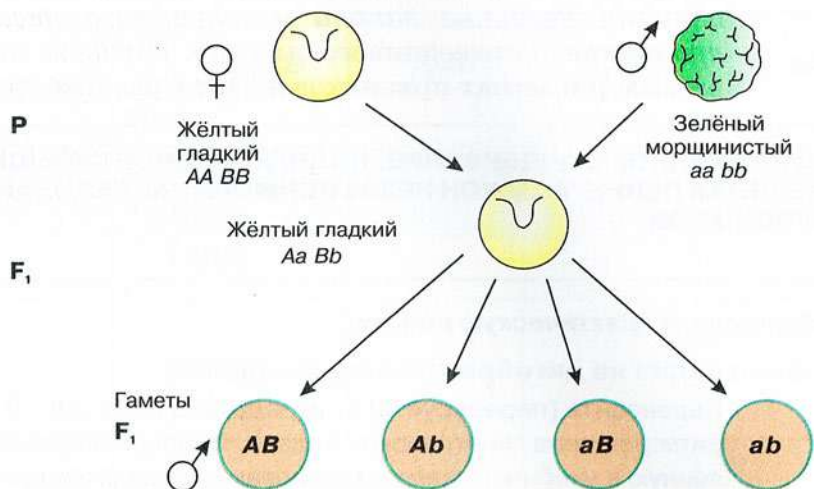 P
Жёлтый
гладкий
AA BB
Зелёный
морщинистый
aa bb
Жёлтый гладкий
Aa Bb
F₁
Гаметы
F₁
AB
Ab
aB
ab